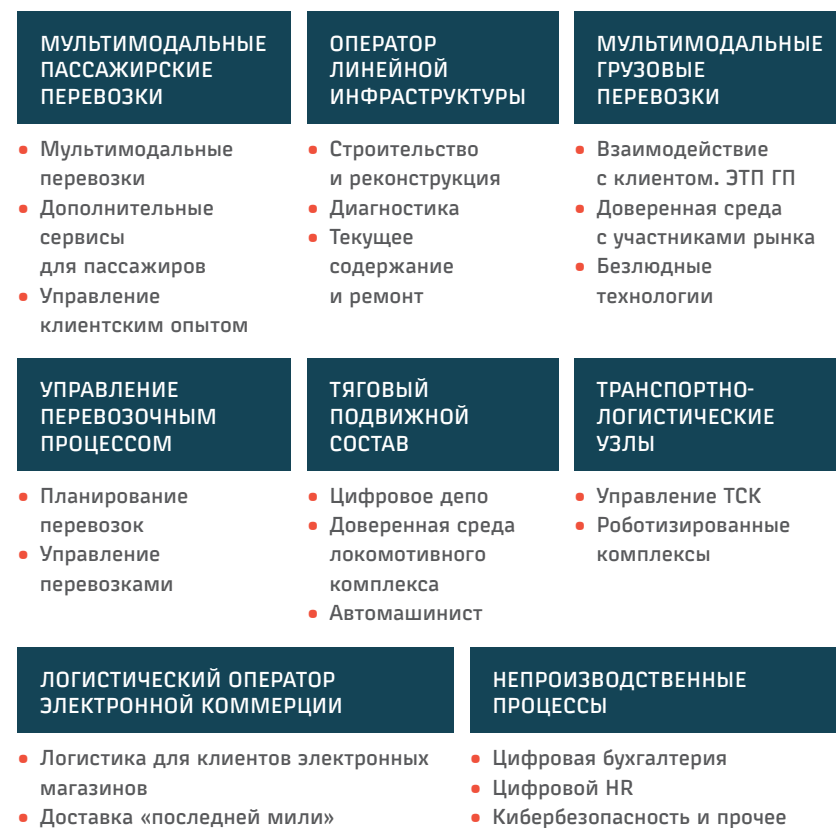 МУЛЬТИМОДАЛЬНЫЕ
ПАССАЖИРСКИЕ
ПЕРЕВОЗКИ
• Мультимодальные
перевозки
• Дополнительные
сервисы
для пассажиров
• Управление
клиентским опытом
ОПЕРАТОР
ЛИНЕЙНОЙ
ИНФРАСТРУКТУРЫ
• Строительство
и реконструкция
• Диагностика
• Текущее
содержание
и ремонт
МУЛЬТИМОДАЛЬНЫЕ
ГРУЗОВЫЕ
ПЕРЕВОЗКИ
• Взаимодействие
с клиентом. ЭТП ГП
• Доверенная среда
с участниками рынка
• Безлюдные
технологии
УПРАВЛЕНИЕ
ПЕРЕВОЗОЧНЫМ
ПРОЦЕССОМ
• Планирование
перевозок
• Управление
перевозками
ТЯГОВЫЙ
ПОДВИЖНОЙ
СОСТАВ
• Цифровое депо
• Доверенная среда
локомотивного
комплекса
• Автомашинист
ТРАНСПОРТНО-
ЛОГИСТИЧЕСКИЕ
УЗЛЫ
• Управление ТСК
• Роботизированные
комплексы
ЛОГИСТИЧЕСКИЙ ОПЕРАТОР
ЭЛЕКТРОННОЙ КОММЕРЦИИ
• Логистика для клиентов электронных
магазинов
• Доставка «последней мили»
НЕПРОИЗВОДСТВЕННЫЕ
ПРОЦЕССЫ
• Цифровая бухгалтерия
• Цифровой HR
• Кибербезопасность и прочее